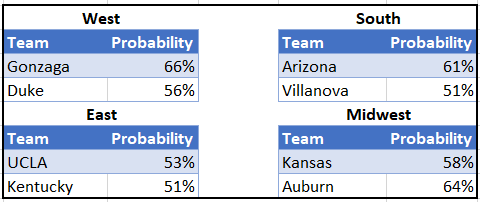 West
Team Probability
Gonzaga 66%
Duke 56%
South
Team Probability
Arizona 61%
Villanova 51%
East
Team Probability
UCLA 53%
Kentucky 51%
Midwest
Team Probability
Kansas 58%
Auburn 64%